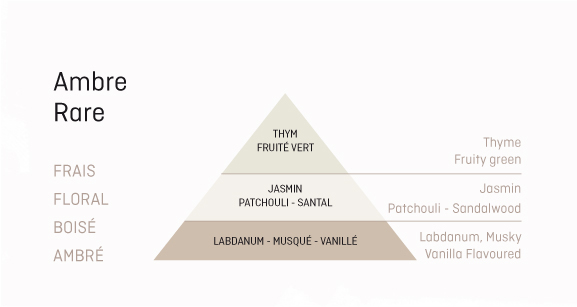 Ambre
Rare
FRAIS
FLORAL
BOISÉ
AMBRÉ
THYM
FRUITÉ VERT
JASMIN
PATCHOULI - SANTAL
LABDANUM - MUSQUÉ - VANILLÉ
Thyme
Fruity green
Jasmin
Patchouli - Sandalwood
Labdanum, Musky
Vanilla Flavoured